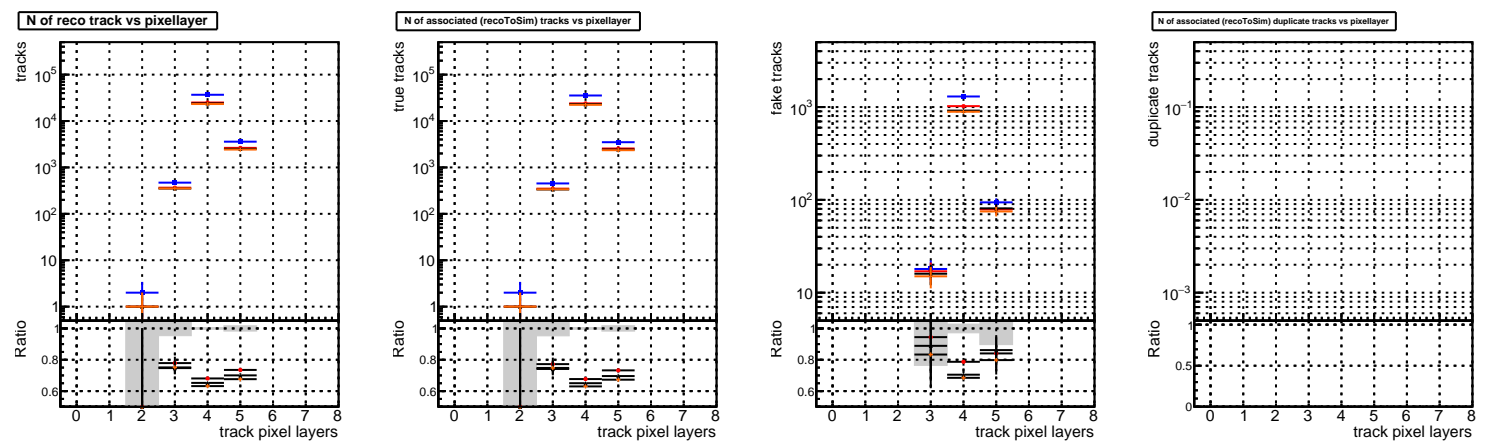 N of reco track vs pixellayer
tracks
10^5
10^4
10^3
10^2
10
1
Ratio
1
0.8
0.6
0 1 2 3 4 5 6 7 8
track pixel layers
N of associated (recoToSim) tracks vs pixellayer
true tracks
10^5
10^4
10^3
10^2
10
1
Ratio
1
0.8
0.6
0 1 2 3 4 5 6 7 8
track pixel layers
fake tracks
10^3
10^2
10
Ratio
1
0.8
0.6
0 1 2 3 4 5 6 7 8
track pixel layers
N of associated (recoToSim) duplicate tracks vs pixellayer
duplicate tracks
10^−1
10^−2
10^−3
Ratio
1
0.5
0
0 1 2 3 4 5 6 7 8
track pixel layers